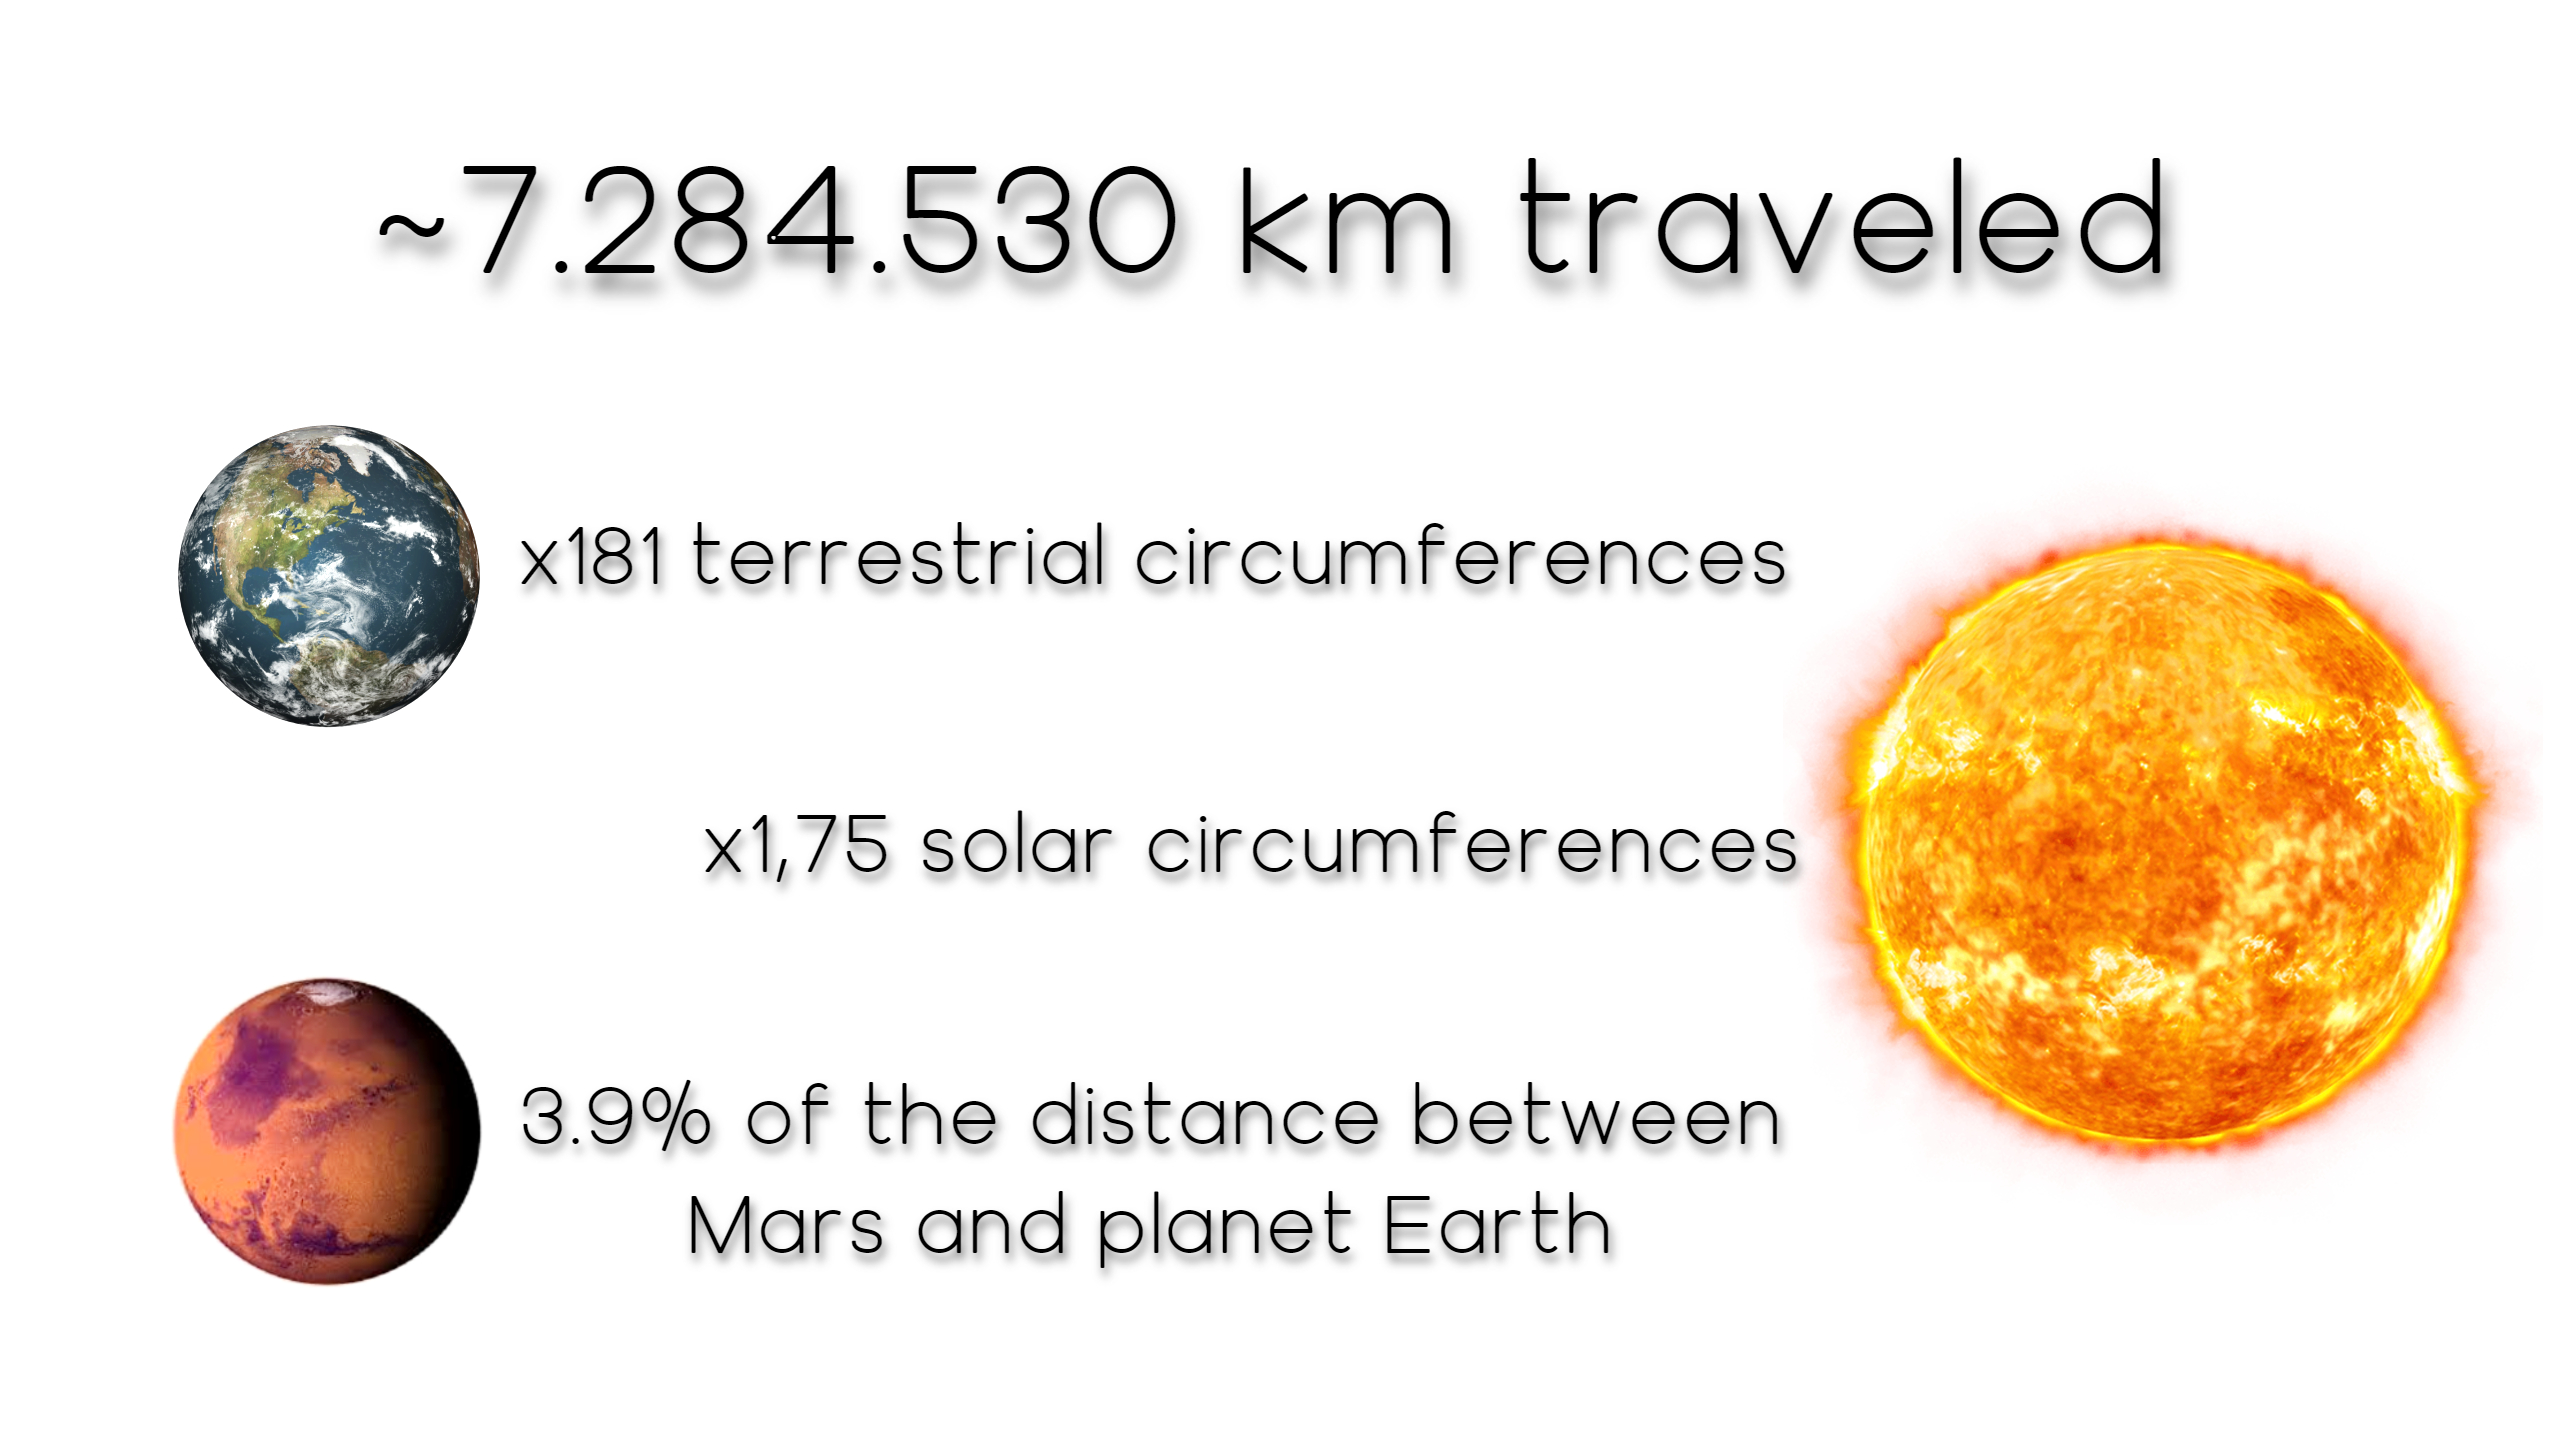 ~7.284.530 km traveled
x181 terrestrial circumferences
x1,75 solar circumferences
3.9% of the distance between
Mars and planet Earth